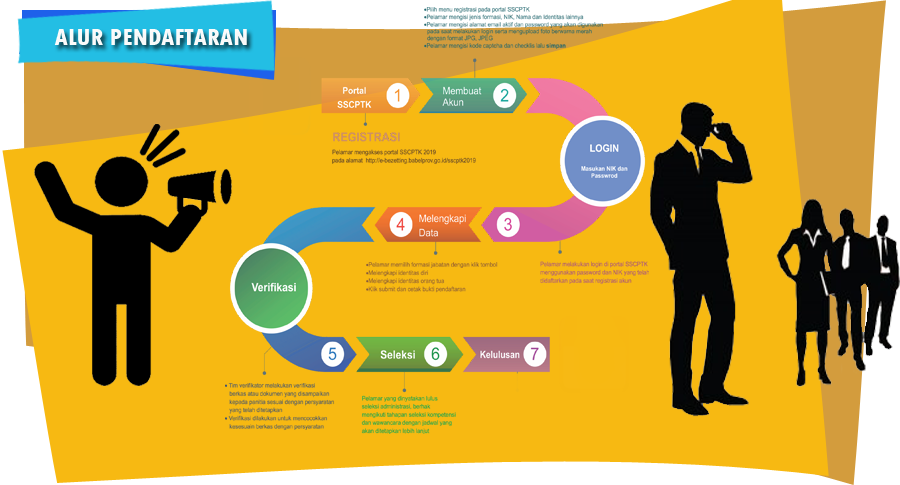 ALUR PENDAFTARAN
•Pilih menu registrasi pada portal SSCPTK
•Pelamar mengisi jenis formasi, NIK, Nama dan Identitas lainnya
•Pelamar mengisi alamat email aktif dan password yang akan digunakan
pada saat melakukan login serta mengupload foto berwarna merah
dengan format JPG, JPEG
•Pelamar mengisi kode captcha dan checklis lalu simpan
Portal
SSCPTK
1
Membuat
Akun
2
REGISTRASI
Pelamar mengakses portal SSCPTK 2019
pada alamat http://e-bezetting.babelprov.go.id/sscptk2019
LOGIN
Masukan NIK dan
Passwrod
3
Pelamar melakukan login di portal SSCPTK
menggunakan password dan NIK yang telah
didaftarkan pada saat registrasi akun
4
Melengkapi
Data
•Pelamar memilih formasi jabatan dengan klik tombol
•Melengkapi identitas diri
•Melengkapi identitas orang tua
•Klik submit dan cetak bukti pendaftaran
Verifikasi
5
• Tim verifikator melakukan verifikasi
berkas atau dokumen yang disampaikan
kepada panitia sesuai dengan persyaratan
yang telah ditetapkan
• Verifikasi dilakukan untuk mencocokkan
kesesuaian berkas dengan persyaratan
Seleksi
6
Pelamar yang dinyatakan lulus
seleksi administrasi, berhak
mengikuti tahapan seleksi kompetensi
dan wawancara dengan jadwal yang
akan ditetapkan lebih lanjut
Kelulusan
7